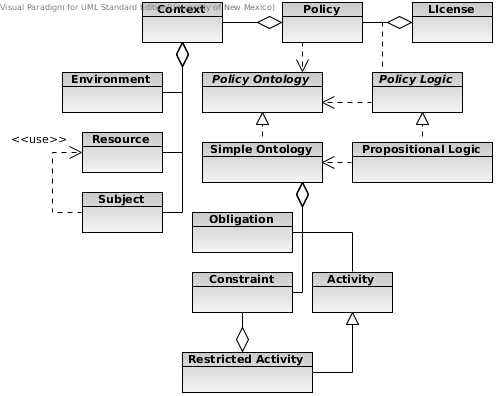 Visual Paradigm for UML Standard Edition(University of New Mexico)
Context
Policy
LIcense
Environment
Policy Ontology
Policy Logic
<<use>>
Resource
Simple Ontology
Propositional Logic
Subject
Obligation
Constraint
Activity
Restricted Activity